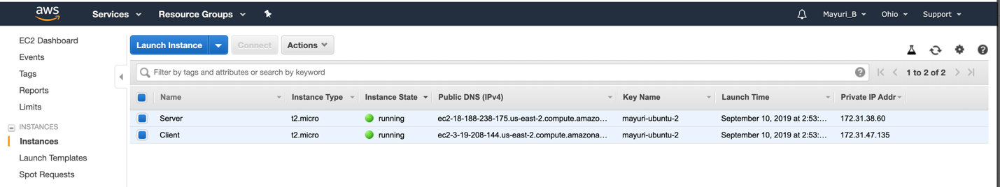 aws Services Resource Groups Mayuri_B Ohio Support
EC2 Dashboard
Events
Tags
Reports
Limits
INSTANCES
Instances
Launch Templates
Spot Requests
Launch Instance Connect Actions
Filter by tags and attributes or search by keyword 1 to 2 of 2
Name Instance Type Instance State Public DNS (IPv4) Key Name Launch Time Private IP Addr
Server t2.micro running ec2-18-188-238-175.us-east-2.compute.amazo... mayuri-ubuntu-2 September 10, 2019 at 2:53:... 172.31.38.60
Client t2.micro running ec2-3-19-208-144.us-east-2.compute.amazona... mayuri-ubuntu-2 September 10, 2019 at 2:53:... 172.31.47.135